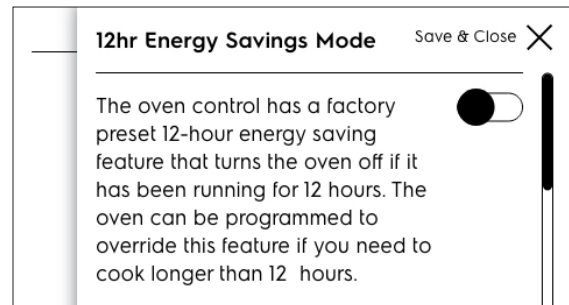 12hr Energy Savings Mode
Save & Close
The oven control has a factory
preset 12-hour energy saving
feature that turns the oven off if it
has been running for 12 hours. The
oven can be programmed to
override this feature if you need to
cook longer than 12  hours.